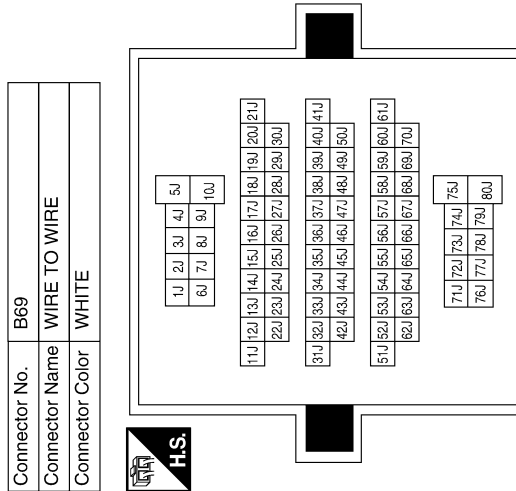 Connector No. B69
Connector Name WIRE TO WIRE
Connector Color WHITE
H.S.
1J 2J 3J 4J 5J
6J 7J 8J 9J 10J
11J 12J 13J 14J 15J 16J 17J 18J 19J 20J 21J
22J 23J 24J 25J 26J 27J 28J 29J 30J
31J 32J 33J 34J 35J 36J 37J 38J 39J 40J 41J
42J 43J 44J 45J 46J 47J 48J 49J 50J
51J 52J 53J 54J 55J 56J 57J 58J 59J 60J 61J
62J 63J 64J 65J 66J 67J 68J 69J 70J
71J 72J 73J 74J 75J
76J 77J 78J 79J 80J